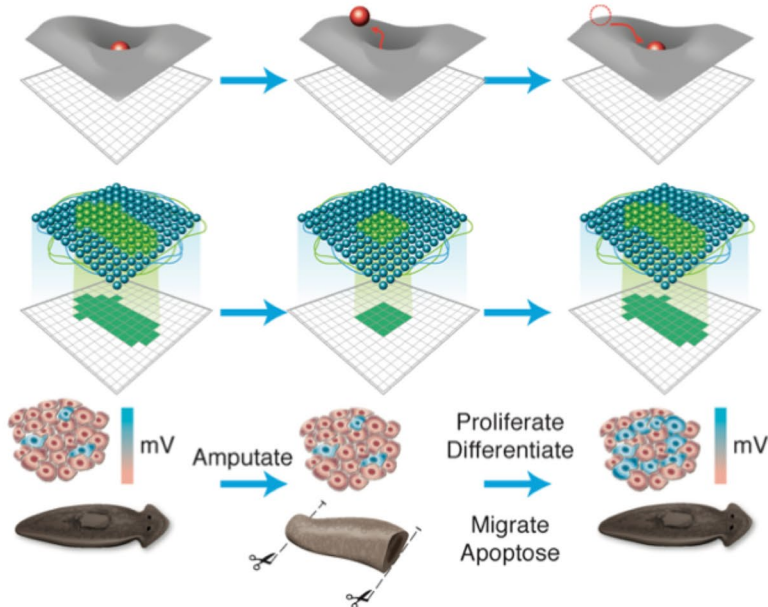 mV
Amputate
Proliferate
Differentiate
Migrate
Apoptose
mV